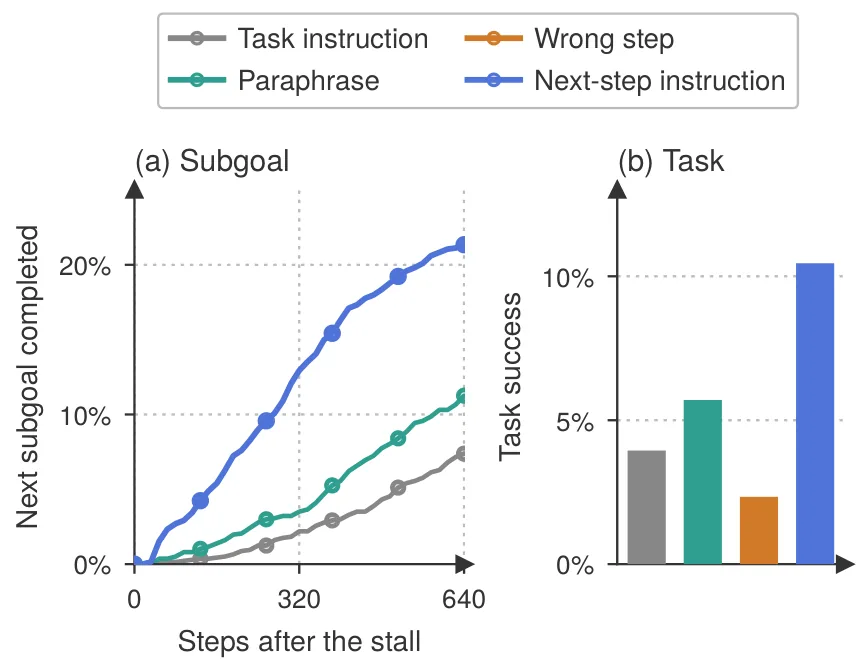 Task instruction
Wrong step
Paraphrase
Next-step instruction
(a) Subgoal
(b) Task
Next subgoal completed
20%
10%
0%
0
320
640
Steps after the stall
Task success
10%
5%
0%